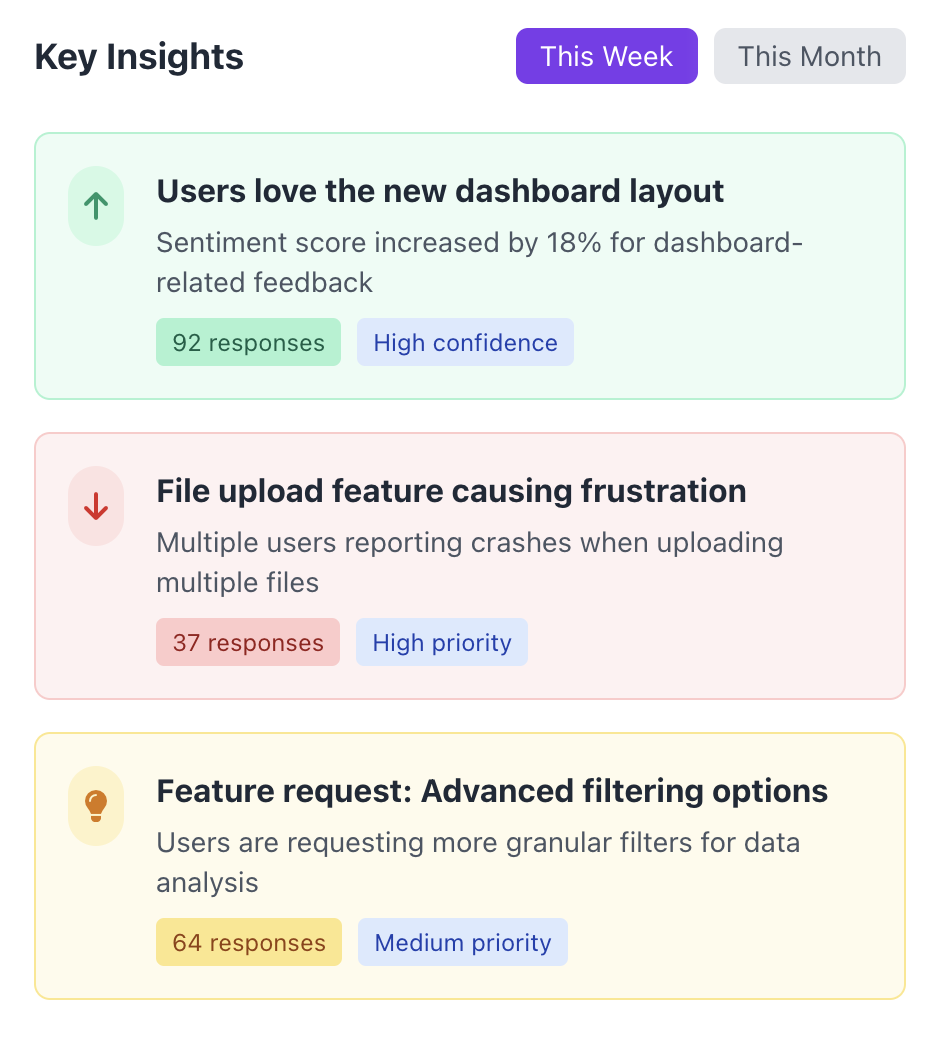 Key Insights
This Week
This Month
Users love the new dashboard layout
Sentiment score increased by 18% for dashboard-
related feedback
92 responses
High confidence
File upload feature causing frustration
Multiple users reporting crashes when uploading
multiple files
37 responses
High priority
Feature request: Advanced filtering options
Users are requesting more granular filters for data
analysis
64 responses
Medium priority